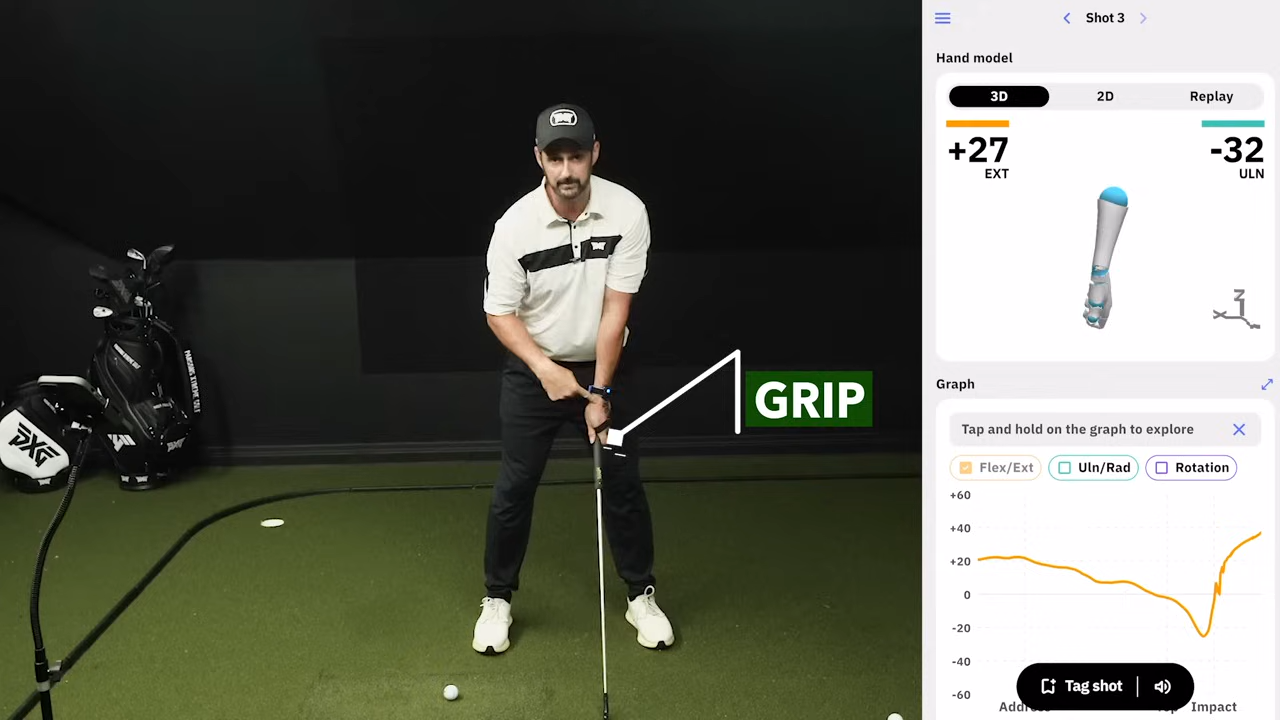 Shot 3
Hand model
3D
2D
Replay
+27
EXT
-32
ULN
Graph
Tap and hold on the graph to explore
Flex/Ext
Uln/Rad
Rotation
+60
+40
+20
0
-20
-40
-60
Tag shot
Impact
GRIP
PXG